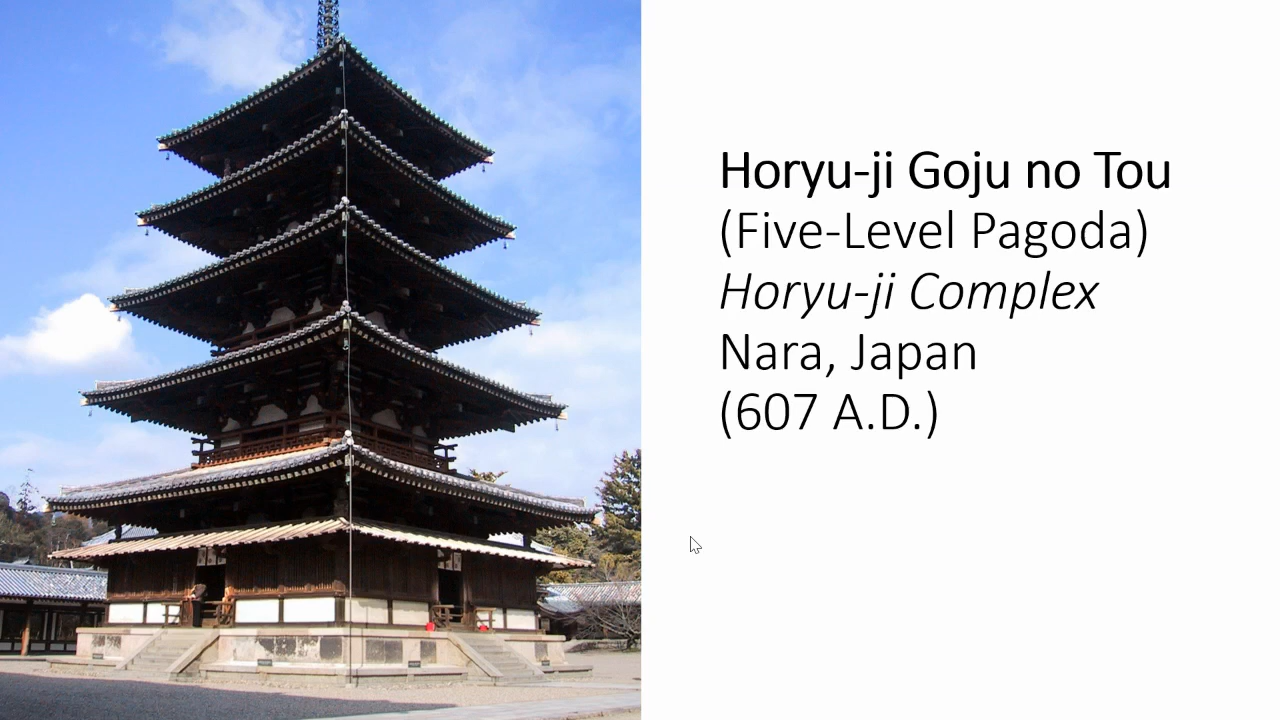 Horyu-ji Goju no Tou
(Five-Level Pagoda)
Horyu-ji Complex
Nara, Japan
(607 A.D.)